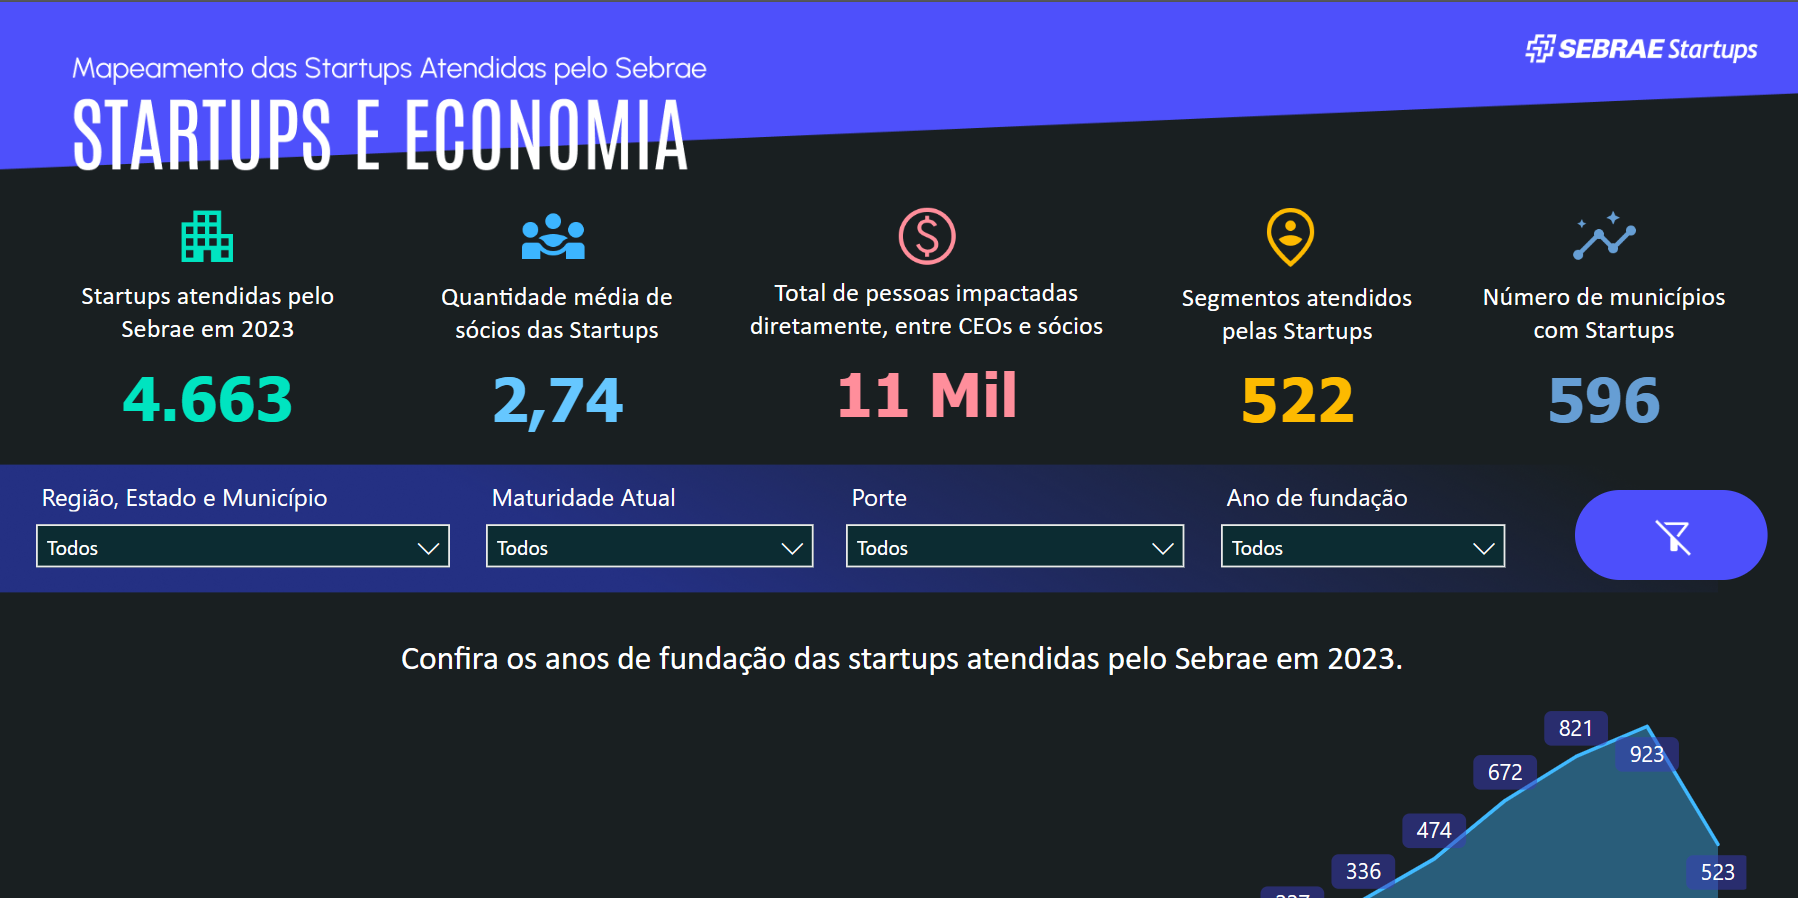 SEBRAE Startups
Mapeamento das Startups Atendidas pelo Sebrae
STARTUPS E ECONOMIA
Startups atendidas pelo
Sebrae em 2023
4.663
Quantidade média de
sócios das Startups
2,74
Total de pessoas impactadas
diretamente, entre CEOs e sócios
11 Mil
Segmentos atendidos
pelas Startups
522
Número de municípios
com Startups
596
Região, Estado e Município
Todos
Maturidade Atual
Todos
Porte
Todos
Ano de fundação
Todos
Confira os anos de fundação das startups atendidas pelo Sebrae em 2023.
336
474
672
821
923
523